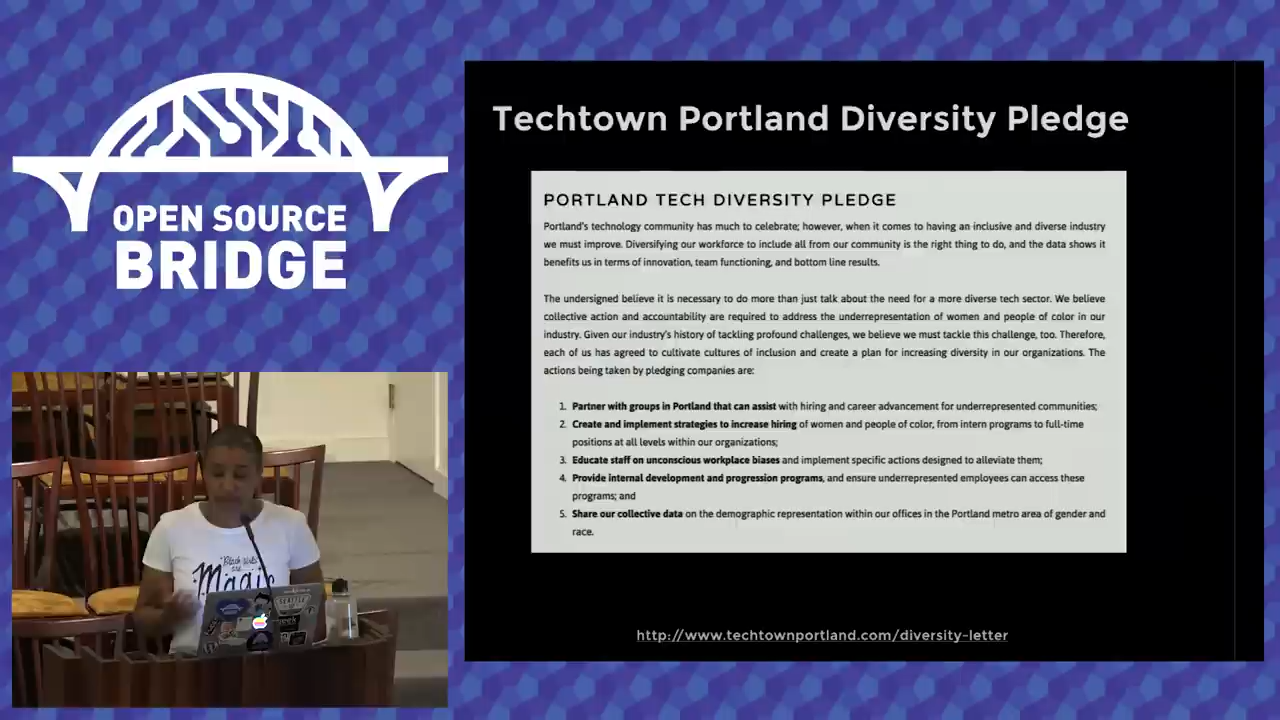 OPEN SOURCE
BRIDGE
Techtown Portland Diversity Pledge
PORTLAND TECH DIVERSITY PLEDGE
Portland's technology community has much to celebrate; however, when it comes to having an inclusive and diverse industry
we must improve. Diversifying our workforce to include all from our community is the right thing to do, and the data shows it
benefits us in terms of innovation, team functioning, and bottom line results.
The undersigned believe it is necessary to do more than just talk about the need for a more diverse tech sector. We believe
collective action and accountability are required to address the underrepresentation of women and people of color in our
industry. Given our industry's history of tackling profound challenges, we believe we must tackle this challenge, too. Therefore,
each of us has agreed to cultivate cultures of inclusion and create a plan for increasing diversity in our organizations. The
actions being taken by pledging companies are:
1. Partner with groups in Portland that can assist with hiring and career advancement for underrepresented communities;
2. Create and implement strategies to increase hiring of women and people of color, from intern programs to full-time
positions at all levels within our organizations;
3. Educate staff on unconscious workplace biases and implement specific actions designed to alleviate them;
4. Provide internal development and progression programs, and ensure underrepresented employees can access these
programs; and
5. Share our collective data on the demographic representation within our offices in the Portland metro area of gender and
race.
http://www.techtownportland.com/diversity-letter
Black
Magic